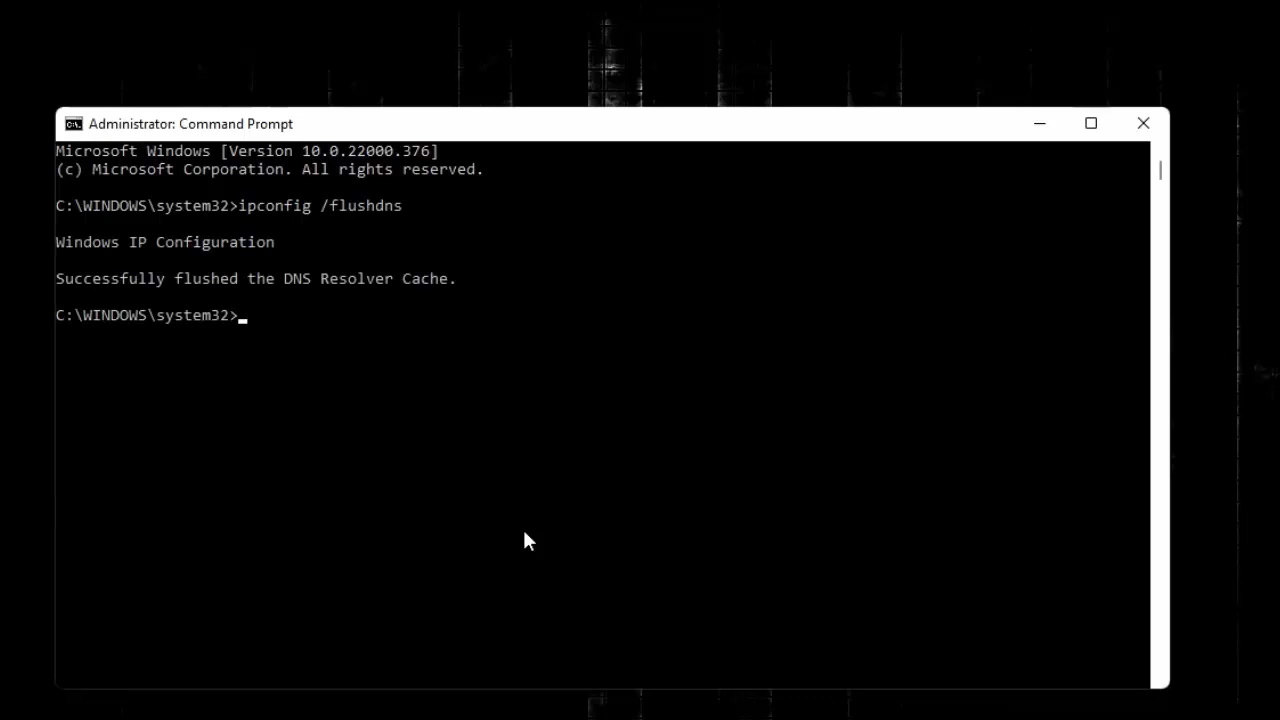 Administrator: Command Prompt
Microsoft Windows [Version 10.0.22000.376]
(c) Microsoft Corporation. All rights reserved.
C:\WINDOWS\system32>ipconfig /flushdns
Windows IP Configuration
Successfully flushed the DNS Resolver Cache.
C:\WINDOWS\system32>